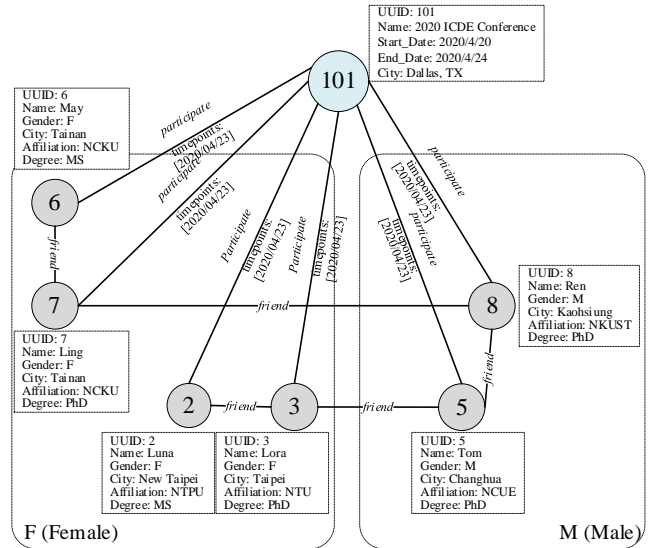 UUID: 101
Name: 2020 ICDE Conference
Start_Date: 2020/4/20
End_Date: 2020/4/24
City: Dallas, TX
101
UUID: 6
Name: May
Gender: F
City: Tainan
Affiliation: NCKU
Degree: MS
participate
timepoints:
[2020/04/23]
participate
timepoints:
[2020/04/23]
Participate
timepoints:
[2020/04/23]
Participate
timepoints:
[2020/04/23]
participate
timepoints:
[2020/04/23]
participate
timepoints:
[2020/04/23]
6
friend
7
friend
8
UUID: 8
Name: Ren
Gender: M
City: Kaohsiung
Affiliation: NKUST
Degree: PhD
UUID: 7
Name: Ling
Gender: F
City: Tainan
Affiliation: NCKU
Degree: PhD
friend
2
friend
3
friend
5
UUID: 2
Name: Luna
Gender: F
City: New Taipei
Affiliation: NTPU
Degree: MS
UUID: 3
Name: Lora
Gender: F
City: Taipei
Affiliation: NTU
Degree: PhD
UUID: 5
Name: Tom
Gender: M
City: Changhua
Affiliation: NCUE
Degree: PhD
F (Female)
M (Male)